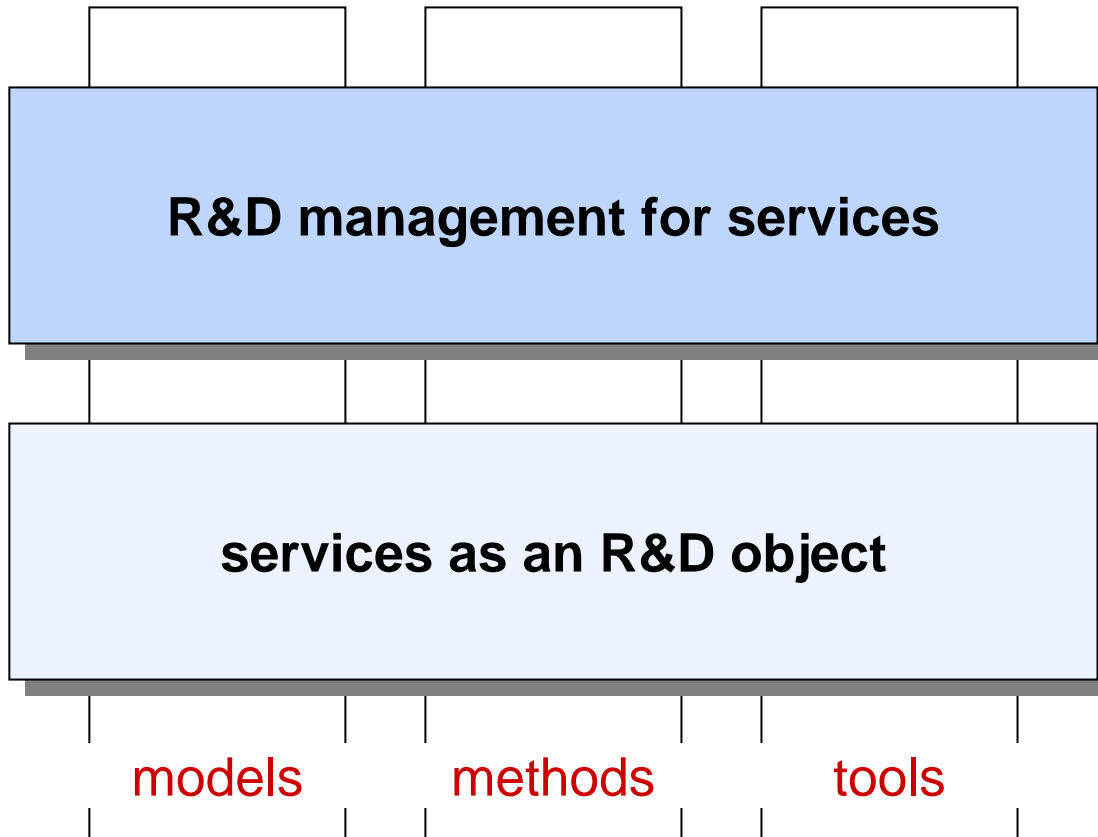 R&D management for services
services as an R&D object
models methods tools